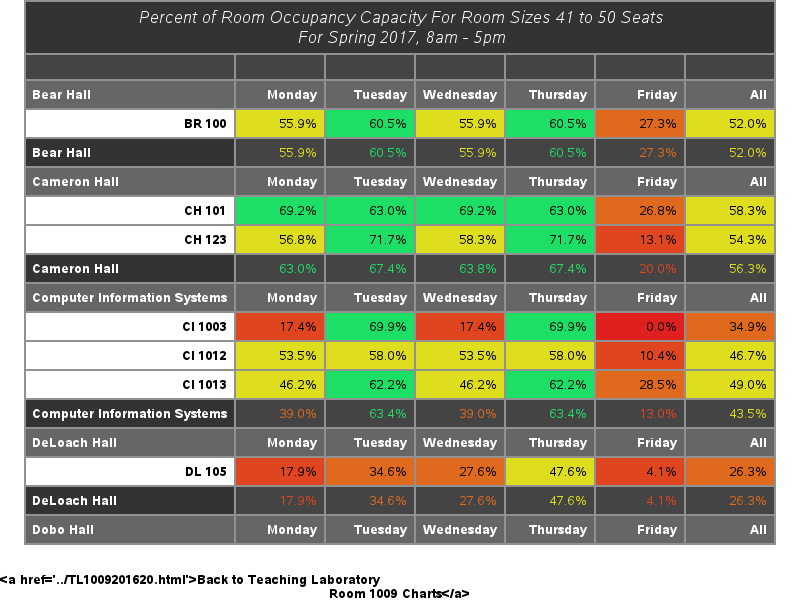 Percent of Room Occupancy Capacity For Room Sizes 41 to 50 Seats
For Spring 2017, 8am - 5pm
Bear Hall Monday Tuesday Wednesday Thursday Friday All
BR 100 55.9% 60.5% 55.9% 60.5% 27.3% 52.0%
Bear Hall 55.9% 60.5% 55.9% 60.5% 27.3% 52.0%
Cameron Hall Monday Tuesday Wednesday Thursday Friday All
CH 101 69.2% 63.0% 69.2% 63.0% 26.8% 58.3%
CH 123 56.8% 71.7% 58.3% 71.7% 13.1% 54.3%
Cameron Hall 63.0% 67.4% 63.8% 67.4% 20.0% 56.3%
Computer Information Systems Monday Tuesday Wednesday Thursday Friday All
CI 1003 17.4% 69.9% 17.4% 69.9% 0.0% 34.9%
CI 1012 53.5% 58.0% 53.5% 58.0% 10.4% 46.7%
CI 1013 46.2% 62.2% 46.2% 62.2% 28.5% 49.0%
Computer Information Systems 39.0% 63.4% 39.0% 63.4% 13.0% 43.5%
DeLoach Hall Monday Tuesday Wednesday Thursday Friday All
DL 105 17.9% 34.6% 27.6% 47.6% 4.1% 26.3%
DeLoach Hall 17.9% 34.6% 27.6% 47.6% 4.1% 26.3%
Dobo Hall Monday Tuesday Wednesday Thursday Friday All
<a href='../TL1009201620.html'>Back to Teaching Laboratory
Room 1009 Charts</a>